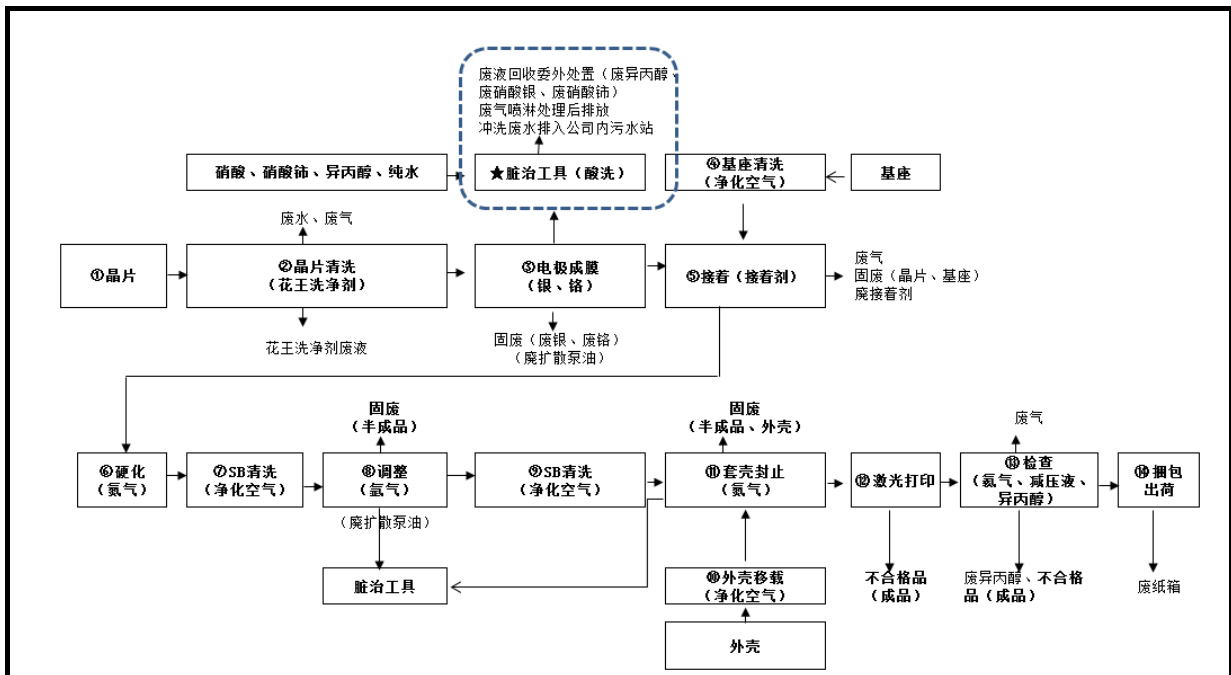 废液回收委外处置（废异丙醇、
废硝酸银、废硝酸铈）
废气喷淋处理后排放
冲洗废水排入公司内污水站
硝酸、硝酸铈、异丙醇、纯水
★脏治工具（酸洗）
④基座清洗
（净化空气）
基座
废水、废气
①晶片
②晶片清洗
（花王洗净剂）
③电极成膜
（银、铬）
⑤接着（接着剂）
废气
固废（晶片、基座）
废接着剂
花王洗净剂废液
固废（废银、废铬）
（废扩散泵油）
固废
（半成品）
固废
（半成品、外壳）
废气
⑥硬化
（氮气）
⑦SB清洗
（净化空气）
⑧调整
（氩气）
⑨SB清洗
（净化空气）
⑪套壳封止
（氮气）
⑫激光打印
⑬检查
（氦气、减压液、
异丙醇）
⑭捆包
出荷
（废扩散泵油）
脏治工具
⑩外壳移载
（净化空气）
不合格品
（成品）
废异丙醇、不合格
品（成品）
废纸箱
外壳